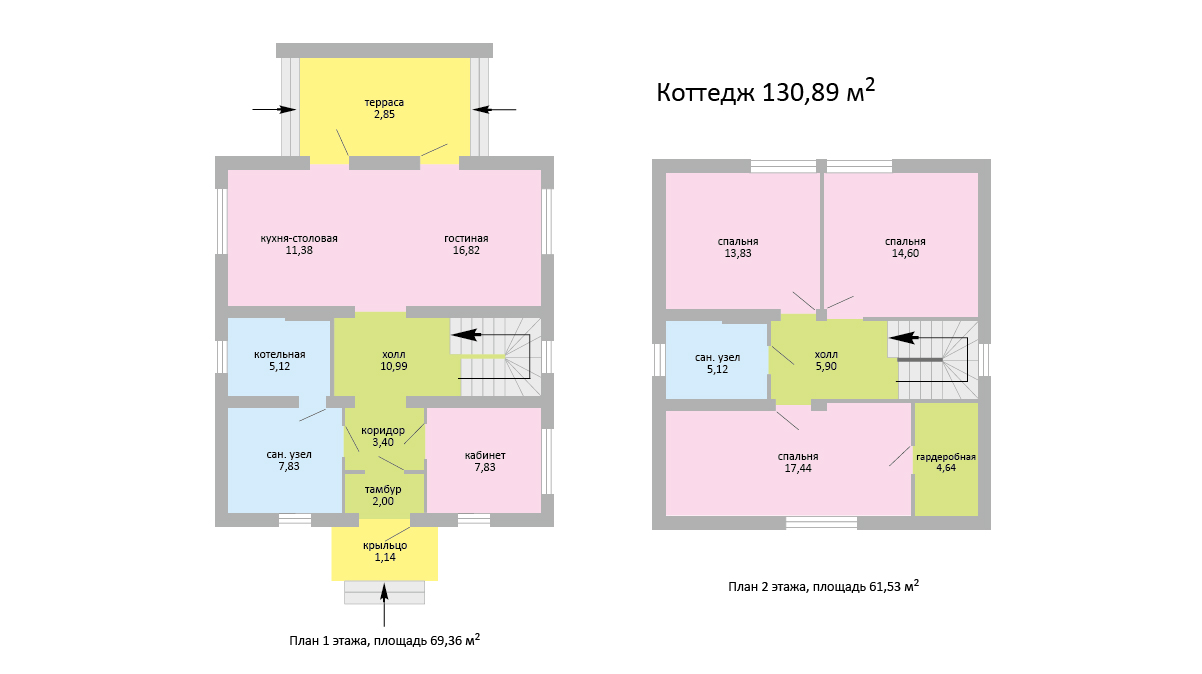 Коттедж 130,89 м²
терраса
2,85
кухня-столовая
11,38
гостиная
16,82
котельная
5,12
холл
10,99
коридор
3,40
сан. узел
7,83
кабинет
7,83
тамбур
2,00
крыльцо
1,14
План 1 этажа, площадь 69,36 м²
спальня
13,83
спальня
14,60
сан. узел
5,12
холл
5,90
спальня
17,44
гардеробная
4,64
План 2 этажа, площадь 61,53 м²